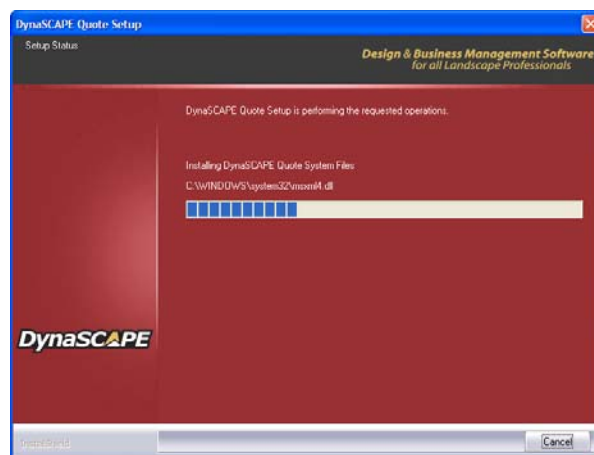 DynaSCAPE Quote Setup
Setup Status
Design & Business Management Software
for all Landscape Professionals
DynaSCAPE Quote Setup is performing the requested operations.
Installing DynaSCAPE Quote System Files
C:\WINDOWS\system32\msxml4.dll
DynaSCAPE
InstallShield
Cancel